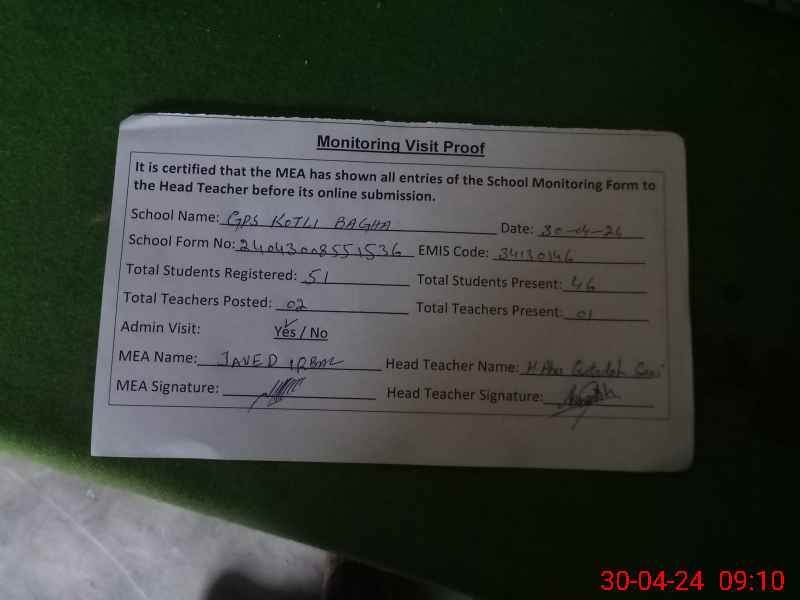 Monitoring Visit Proof
It is certified that the MEA has shown all entries of the School Monitoring Form to
the Head Teacher before its online submission.
School Name: GPS KOTLI BAGHA Date: 30-04-24
School Form No: 24043008551536 EMIS Code: 34130146
Total Students Registered: 51 Total Students Present: 46
Total Teachers Posted: 02 Total Teachers Present: 01
Admin Visit: Yes / No
MEA Name: JAVED IQBAL Head Teacher Name:
MEA Signature: Head Teacher Signature:
30-04-24 09:10